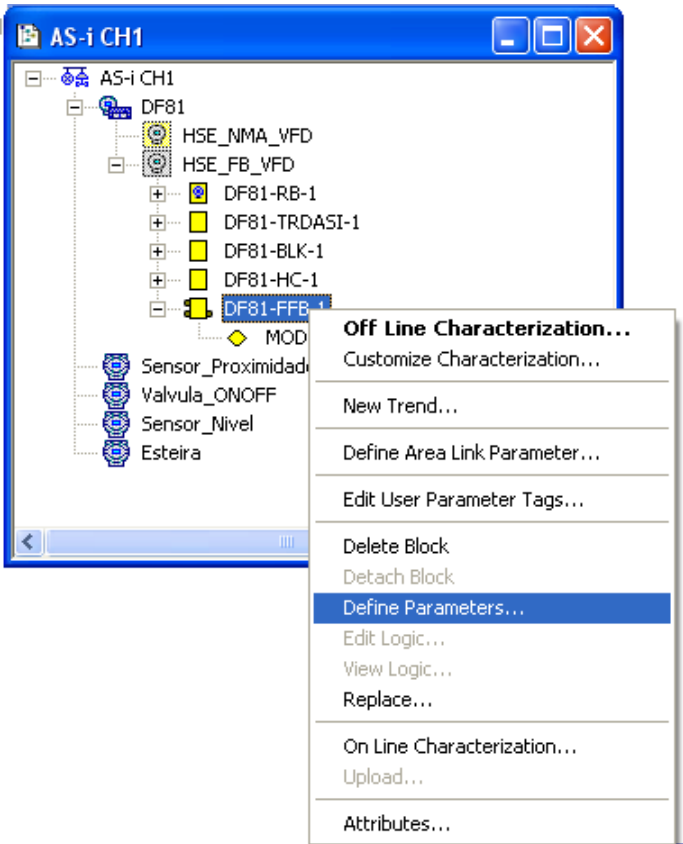 AS-i CH1
AS-i CH1
DF81
HSE_NMA_VFD
HSE_FB_VFD
DF81-RB-1
DF81-TRDASI-1
DF81-BLK-1
DF81-HC-1
DF81-FFB-1
MOD
Sensor_Proximidad
Valvula_ONOFF
Sensor_Nivel
Esteira
Off Line Characterization...
Customize Characterization...
New Trend...
Define Area Link Parameter...
Edit User Parameter Tags...
Delete Block
Detach Block
Define Parameters...
Edit Logic...
View Logic...
Replace...
On Line Characterization...
Upload...
Attributes...